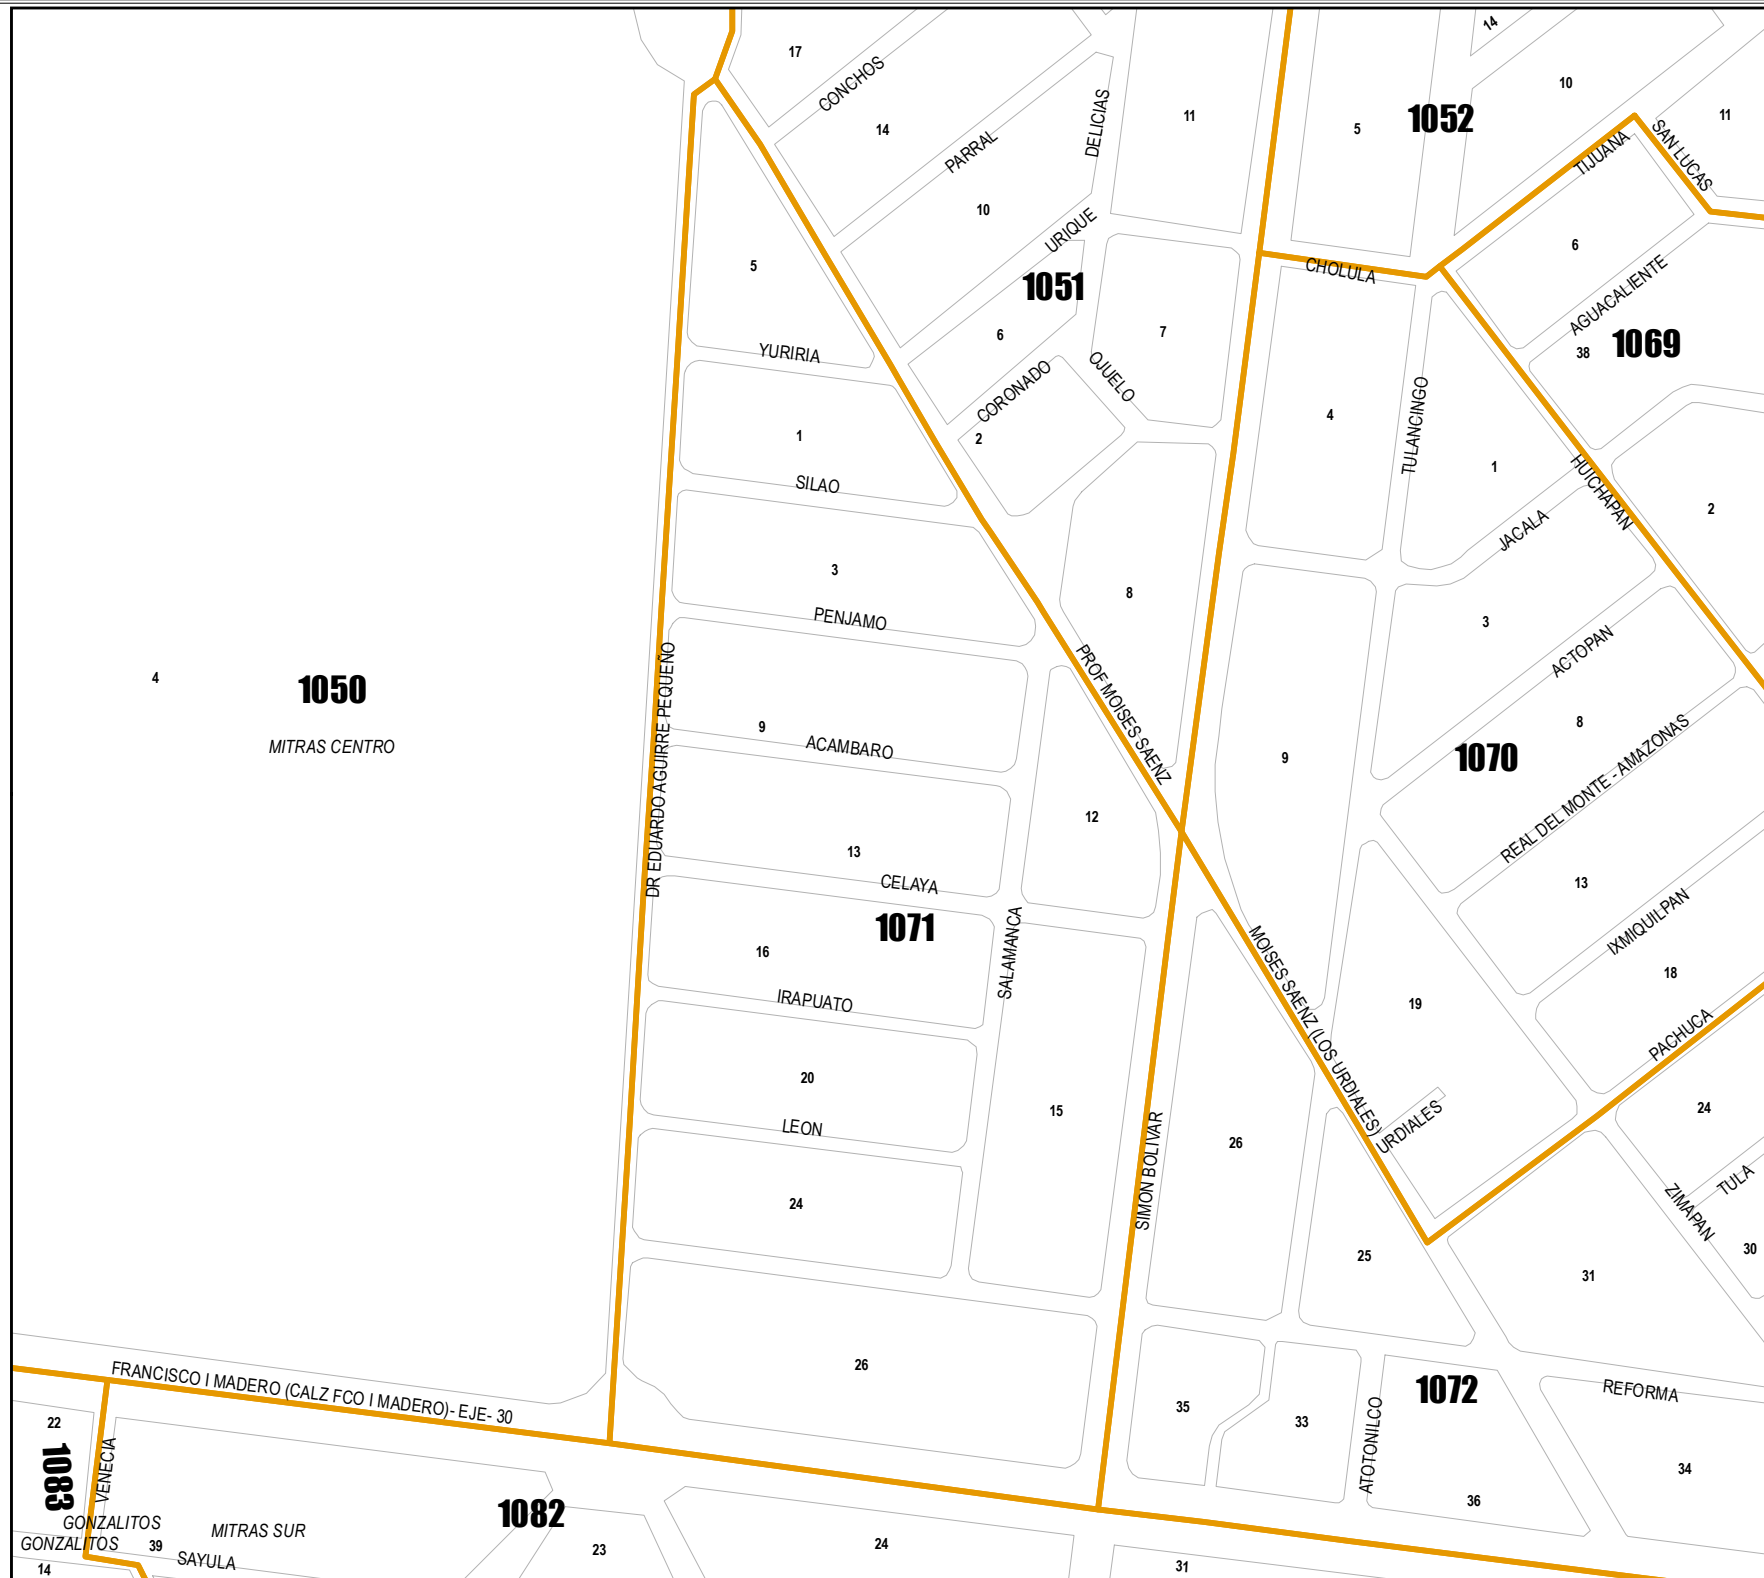 17
CONCHOS
14
14
PARRAL
DELICIAS
11
5
1052
10
11
TIJUANA
SAN LUCAS
10
URIQUE
1051
5
6
7
CHOLULA
6
AGUACALIENTE
38
1069
YURIRIA
CORONADO
OJUELO
2
4
TULANCINGO
1
1
SILAO
HUICHAPAN
2
JACALA
3
8
PENJAMO
3
ACTOPAN
4
1050
MITRAS CENTRO
DR EDUARDO AGUIRRE PEQUEÑO
9
ACAMBARO
PROF MOISES SAENZ
9
8
1070
REAL DEL MONTE - AMAZONAS
12
13
CELAYA
13
1071
SALAMANCA
IXMIQUILPAN
16
IRAPUATO
MOISES SAENZ (LOS URDIALES)
18
19
PACHUCA
20
15
LEON
SIMON BOLIVAR
26
URDIALES
24
TULA
ZIMAPAN
24
25
30
31
26
FRANCISCO I MADERO (CALZ FCO I MADERO)- EJE- 30
35
33
ATOTONILCO
1072
REFORMA
22
1083
VENECIA
34
36
1082
GONZALITOS
MITRAS SUR
GONZALITOS
39
SAYULA
23
24
31
14